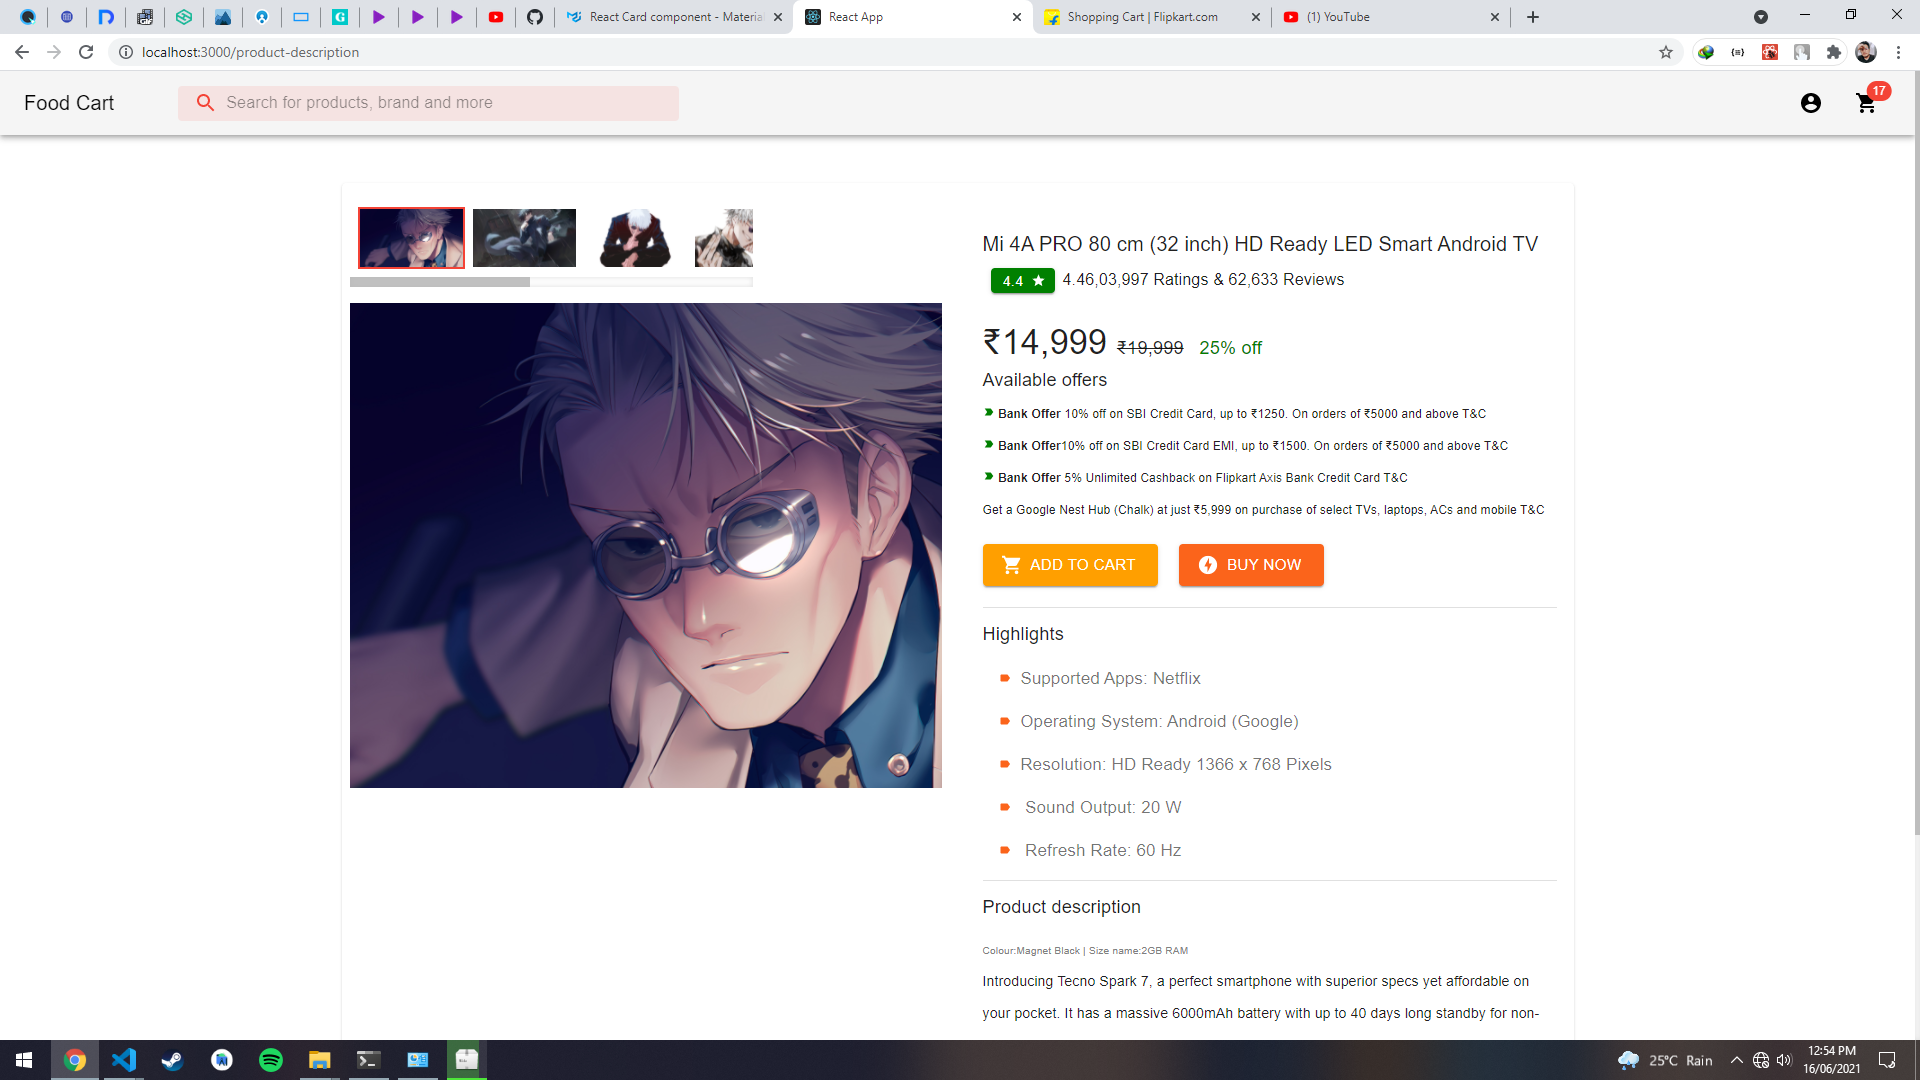 React Card component - Material
React App
Shopping Cart | Flipkart.com
(1) YouTube
localhost:3000/product-description
Food Cart
Search for products, brand and more
17
Mi 4A PRO 80 cm (32 inch) HD Ready LED Smart Android TV
4.4 ★ 4.46,03,997 Ratings & 62,633 Reviews
₹14,999 ₹19,999 25% off
Available offers
Bank Offer 10% off on SBI Credit Card, up to ₹1250. On orders of ₹5000 and above T&C
Bank Offer10% off on SBI Credit Card EMI, up to ₹1500. On orders of ₹5000 and above T&C
Bank Offer 5% Unlimited Cashback on Flipkart Axis Bank Credit Card T&C
Get a Google Nest Hub (Chalk) at just ₹5,999 on purchase of select TVs, laptops, ACs and mobile T&C
ADD TO CART
BUY NOW
Highlights
Supported Apps: Netflix
Operating System: Android (Google)
Resolution: HD Ready 1366 x 768 Pixels
Sound Output: 20 W
Refresh Rate: 60 Hz
Product description
Colour:Magnet Black | Size name:2GB RAM
Introducing Tecno Spark 7, a perfect smartphone with superior specs yet affordable on
your pocket. It has a massive 6000mAh battery with up to 40 days long standby for non-
25°C Rain
12:54 PM
16/06/2021